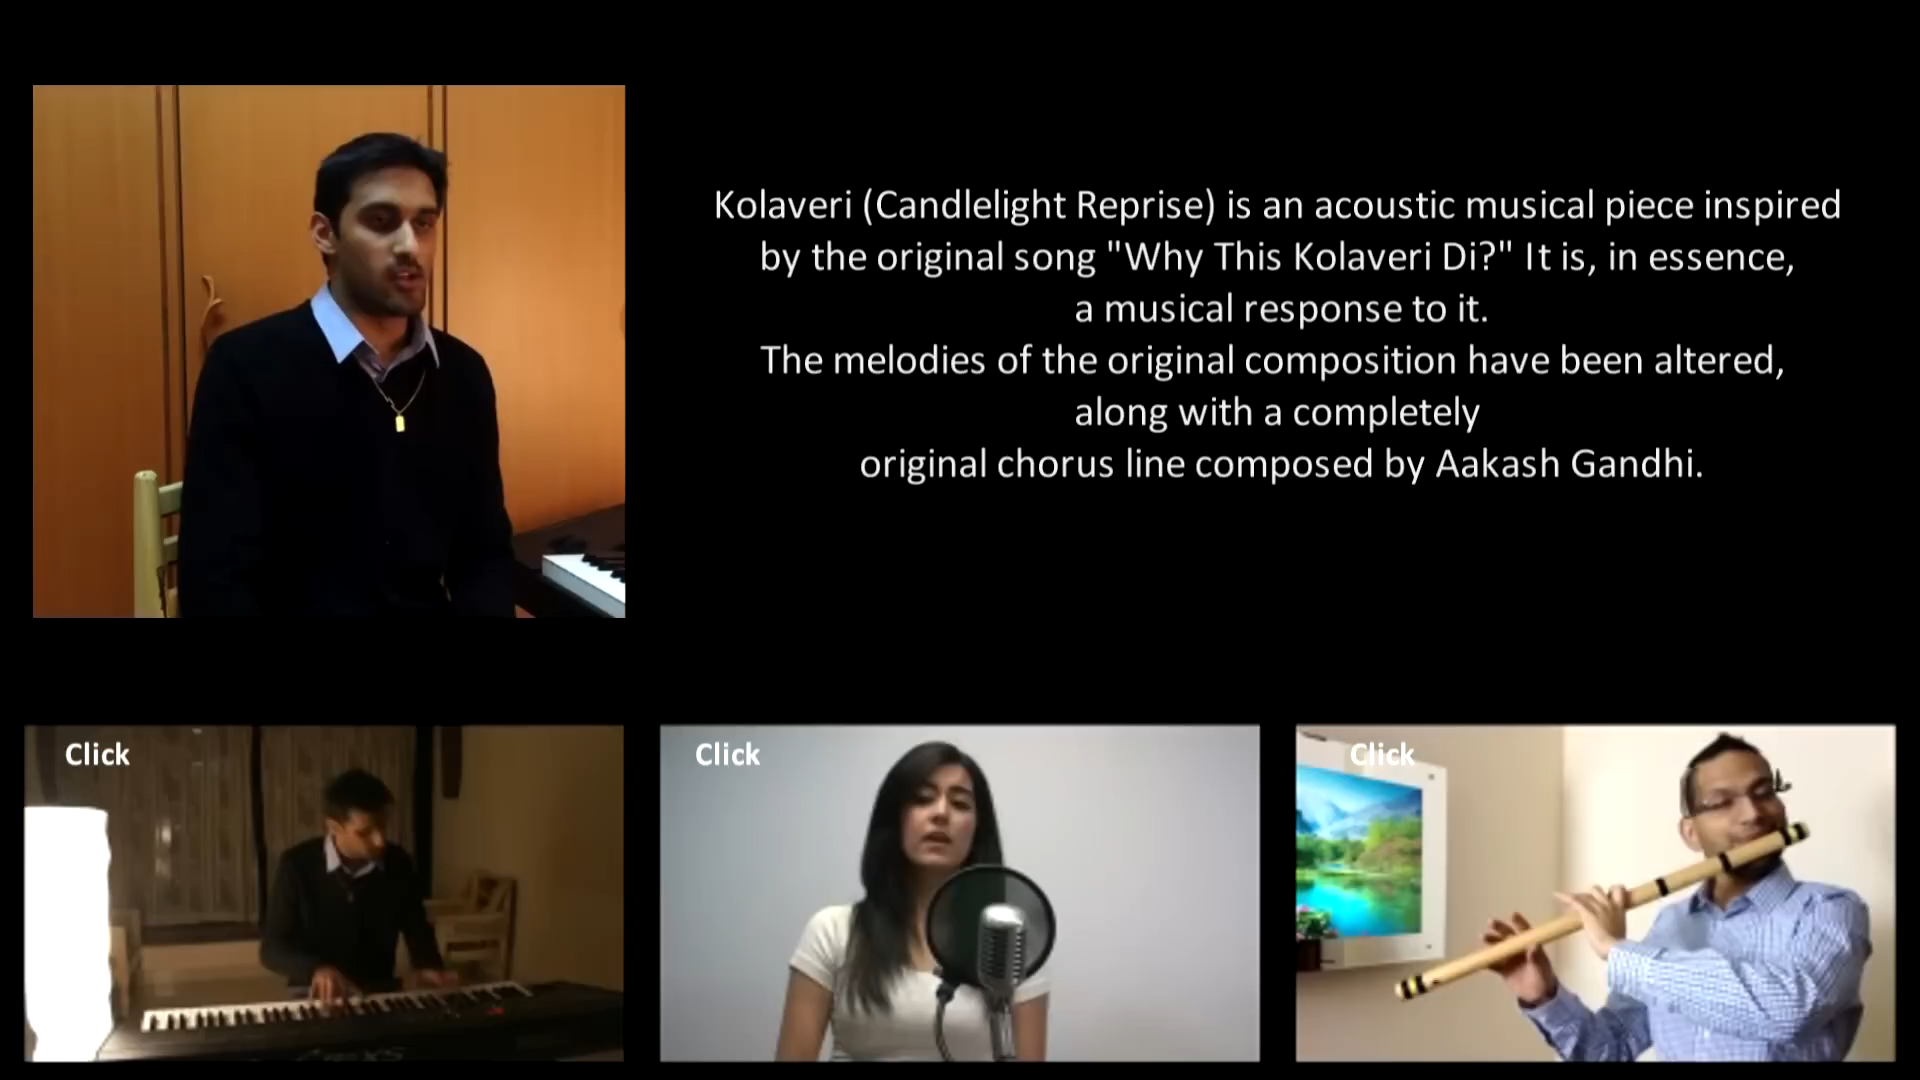 Kolaveri (Candlelight Reprise) is an acoustic musical piece inspired
by the original song "Why This Kolaveri Di?" It is, in essence,
a musical response to it.
The melodies of the original composition have been altered,
along with a completely
original chorus line composed by Aakash Gandhi.
Click
Click
Click